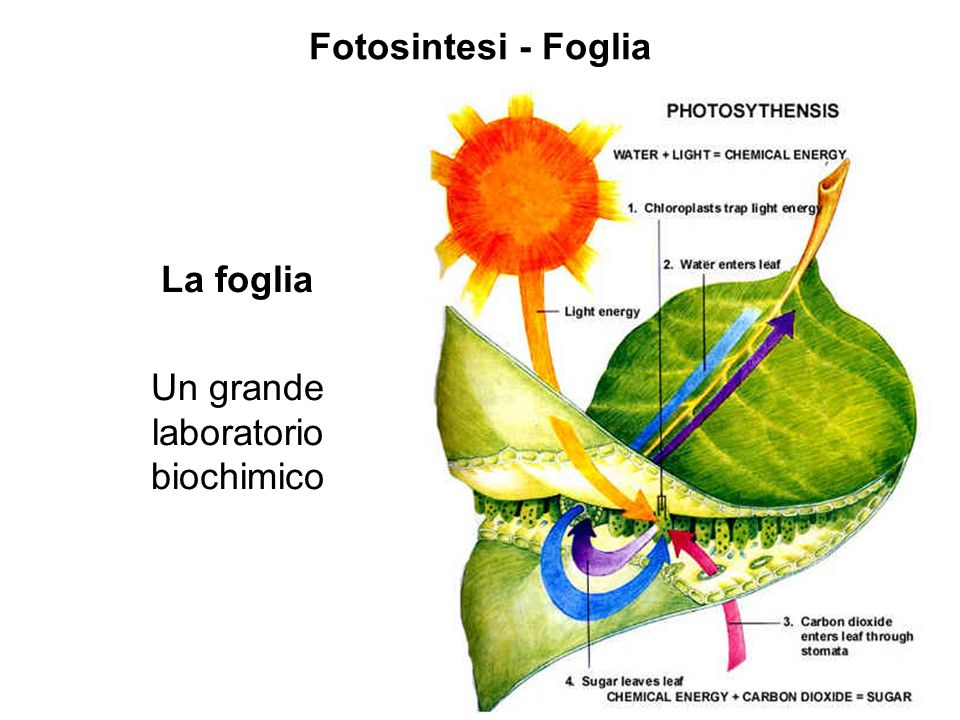 Fotosintesi - Foglia
La foglia
Un grande
laboratorio
biochimico
PHOTOSYTHENSIS
WATER + LIGHT = CHEMICAL ENERGY
1. Chloroplasts trap light energy
2. Water enters leaf
Light energy
3. Carbon dioxide
enters leaf through
stomata
4. Sugar leaves leaf
CHEMICAL ENERGY + CARBON DIOXIDE = SUGAR